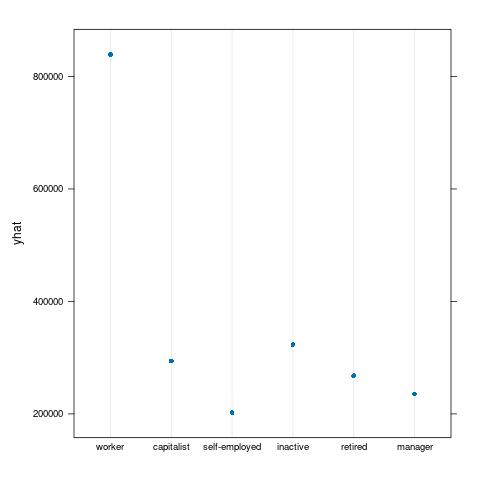 800000
600000
yhat
400000
200000
worker capitalist self-employed inactive retired manager